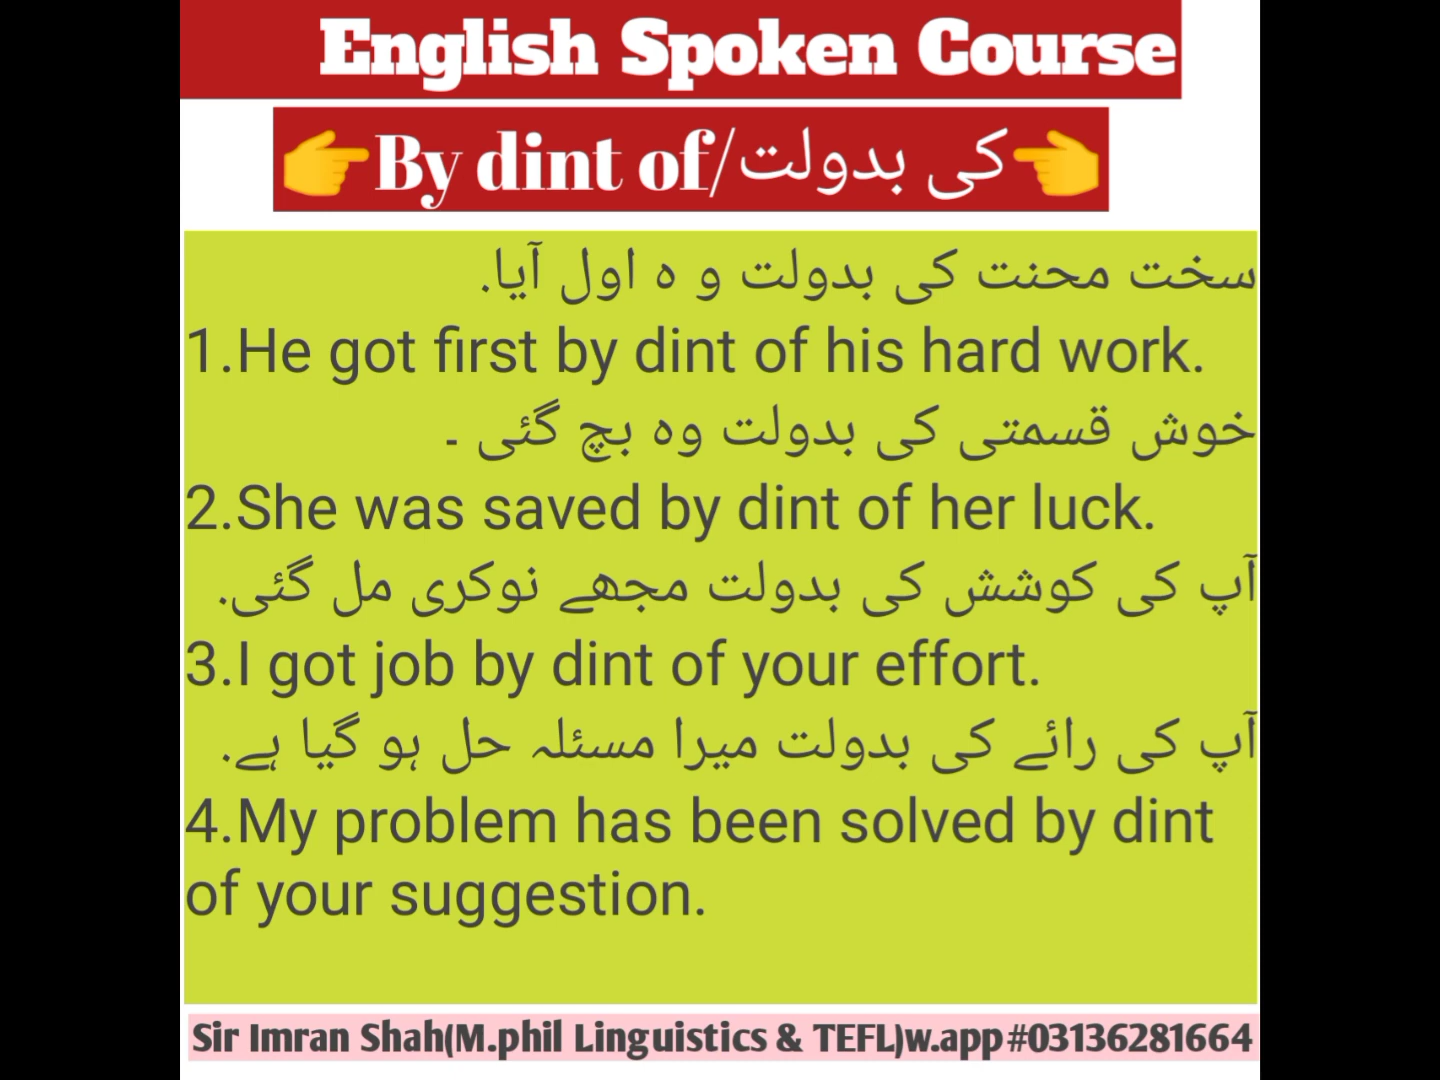 English Spoken Course
👉By dint of/کی بدولت👈
سخت محنت کی بدولت و ہ اول آیا.
1.He got first by dint of his hard work.
خوش قسمتی کی بدولت وہ بچ گئی ۔
2.She was saved by dint of her luck.
آپ کی کوشش کی بدولت مجھے نوکری مل گئی.
3.I got job by dint of your effort.
آپ کی رائے کی بدولت میرا مسئلہ حل ہو گیا ہے.
4.My problem has been solved by dint
of your suggestion.
Sir Imran Shah(M.phil Linguistics & TEFL)w.app#03136281664